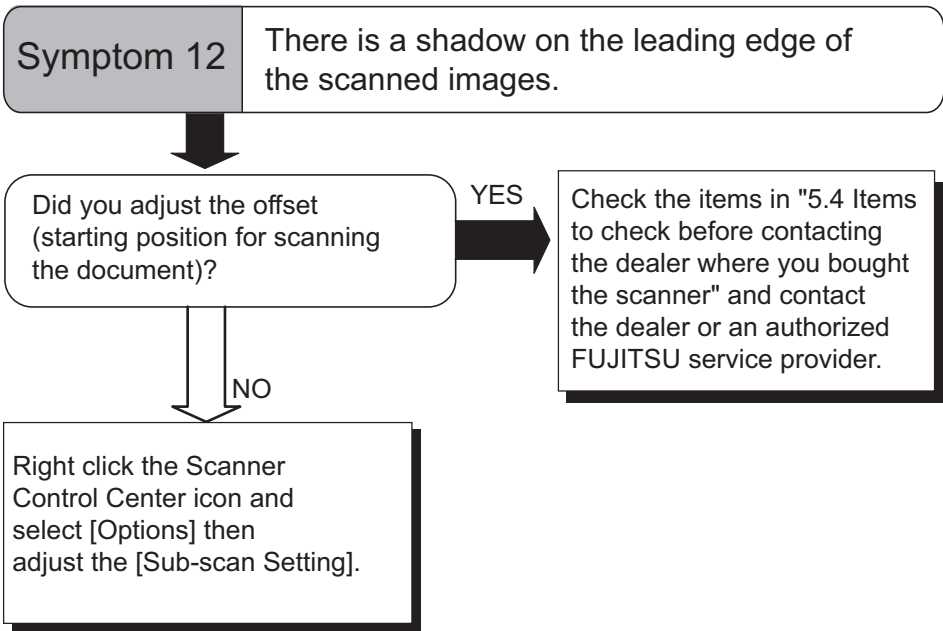 Symptom 12
There is a shadow on the leading edge of
the scanned images.
Did you adjust the offset
(starting position for scanning
the document)?
YES
Check the items in "5.4 Items
to check before contacting
the dealer where you bought
the scanner" and contact
the dealer or an authorized
FUJITSU service provider.
NO
Right click the Scanner
Control Center icon and
select [Options] then
adjust the [Sub-scan Setting].